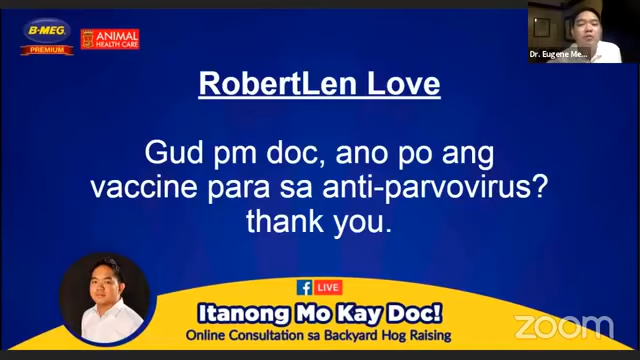 B-MEG
PREMIUM
ANIMAL
HEALTH CARE
Dr. Eugene Me...
RobertLen Love
Gud pm doc, ano po ang
vaccine para sa anti-parvovirus?
thank you.
f LIVE
Itanong Mo Kay Doc!
Online Consultation sa Backyard Hog Raising
zoom